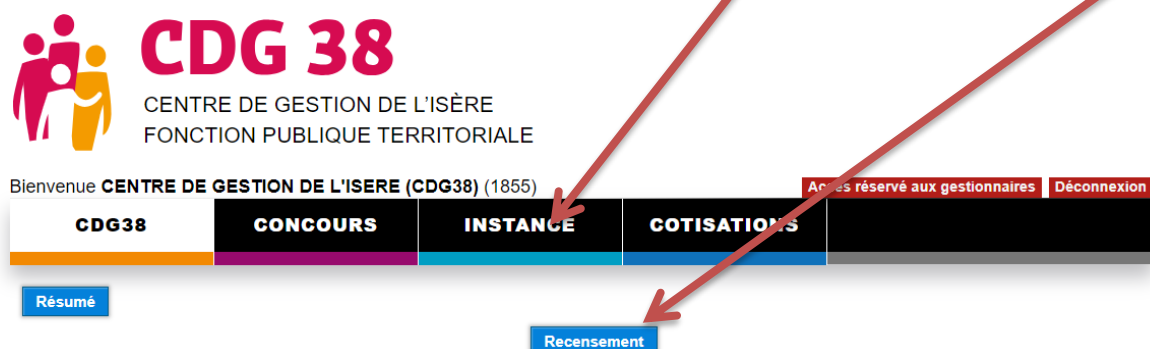 CDG 38
CENTRE DE GESTION DE L'ISÈRE
FONCTION PUBLIQUE TERRITORIALE
Bienvenue CENTRE DE GESTION DE L'ISERE (CDG38) (1855) Accès réservé aux gestionnaires Déconnexion
CDG38 CONCOURS INSTANCE COTISATIONS
Résumé
Recensement